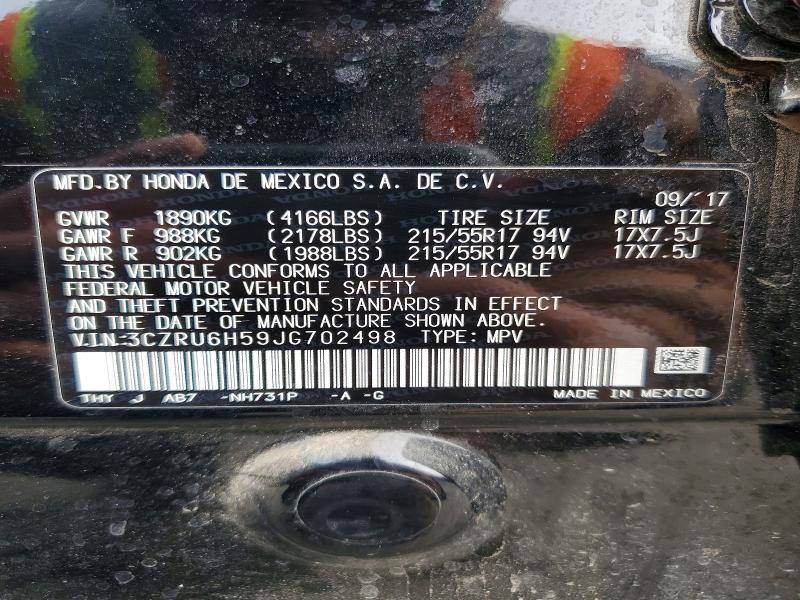 MFD.BY HONDA DE MEXICO S.A. DE C.V.
09/'17
GVWR 1890KG (4166LBS) TIRE SIZE RIM SIZE
GAWR F 988KG (2178LBS) 215/55R17 94V 17X7.5J
GAWR R 902KG (1988LBS) 215/55R17 94V 17X7.5J
THIS VEHICLE CONFORMS TO ALL APPLICABLE
FEDERAL MOTOR VEHICLE SAFETY
AND THEFT PREVENTION STANDARDS IN EFFECT
ON THE DATE OF MANUFACTURE SHOWN ABOVE.
V.I.N:3CZRU6H59JG702498 TYPE: MPV
THY J AB7 -NH731P -A -G MADE IN MEXICO